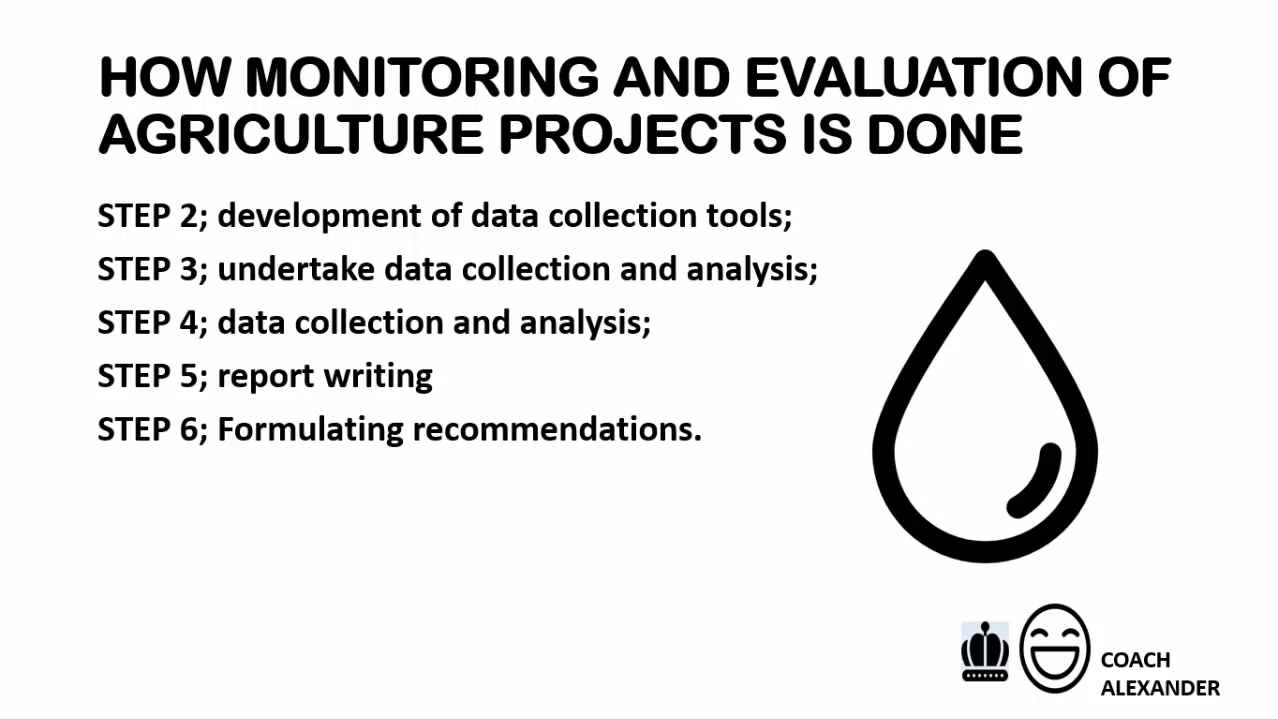 HOW MONITORING AND EVALUATION OF
AGRICULTURE PROJECTS IS DONE
STEP 2; development of data collection tools;
STEP 3; undertake data collection and analysis;
STEP 4; data collection and analysis;
STEP 5; report writing
STEP 6; Formulating recommendations.
COACH
ALEXANDER